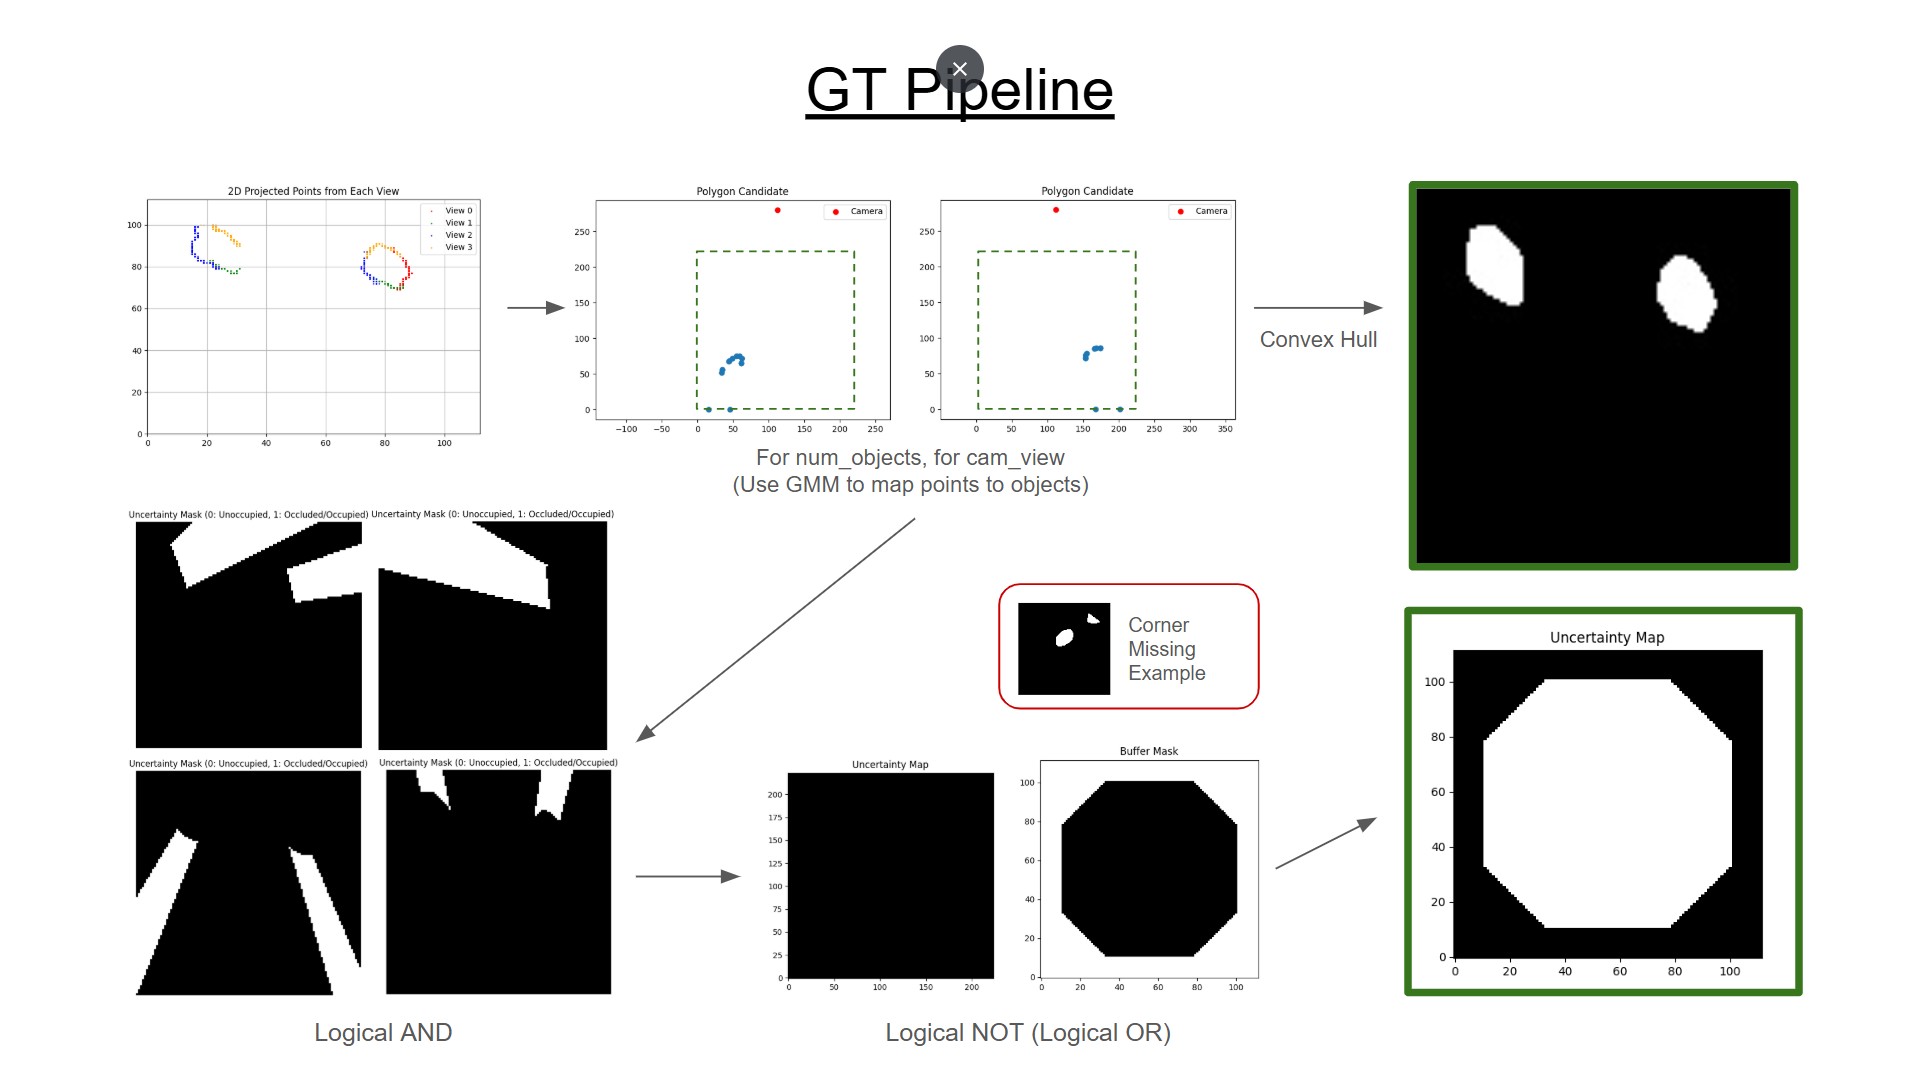 GT Pipeline
2D Projected Points from Each View
View 0
View 1
View 2
View 3
100
80
60
40
20
0
0 20 40 60 80 100
Polygon Candidate
Camera
250
200
150
100
50
0
−100 −50 0 50 100 150 200 250
Polygon Candidate
Camera
250
200
150
100
50
0
0 50 100 150 200 250 300 350
Convex Hull
For num_objects, for cam_view
(Use GMM to map points to objects)
Uncertainty Mask (0: Unoccupied, 1: Occluded/Occupied)
Uncertainty Mask (0: Unoccupied, 1: Occluded/Occupied)
Uncertainty Mask (0: Unoccupied, 1: Occluded/Occupied)
Uncertainty Mask (0: Unoccupied, 1: Occluded/Occupied)
Logical AND
Corner
Missing
Example
Uncertainty Map
200
175
150
125
100
75
50
25
0
0 50 100 150 200
Buffer Mask
100
80
60
40
20
0
0 20 40 60 80 100
Logical NOT (Logical OR)
Uncertainty Map
100
80
60
40
20
0
0 20 40 60 80 100